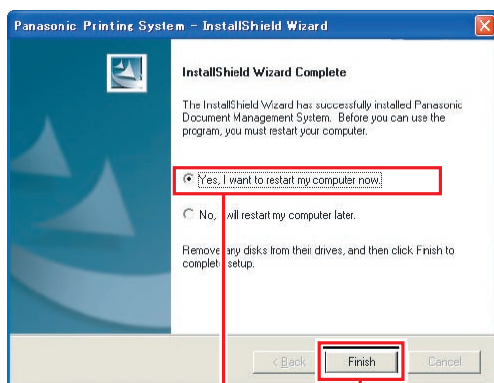 Panasonic Printing System - InstallShield Wizard
InstallShield Wizard Complete
The InstallShield Wizard has successfully installed Panasonic
Document Management System. Before you can use the
program, you must restart your computer.
Yes, I want to restart my computer now.
No, I will restart my computer later.
Remove any disks from their drives, and then click Finish to
complete setup.
< Back
Finish
Cancel